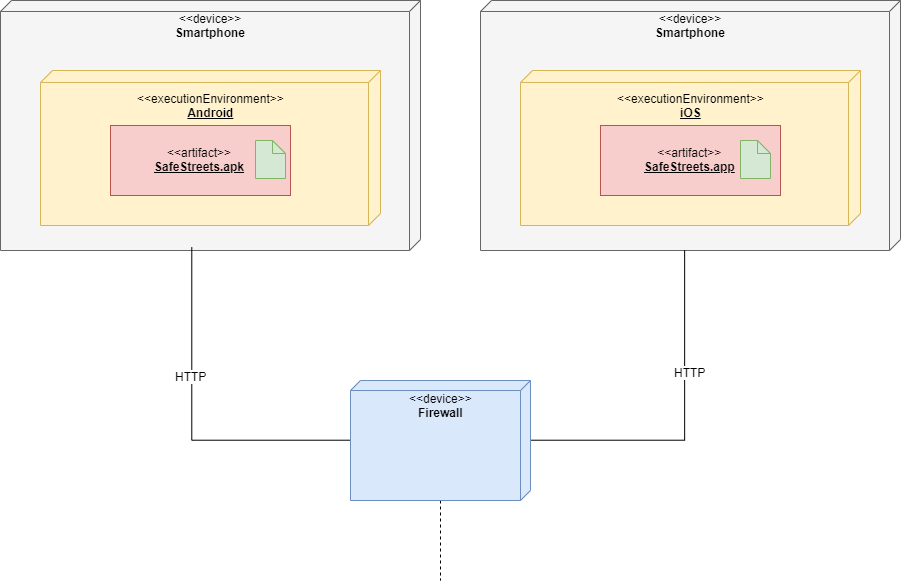 <<device>>
Smartphone
<<executionEnvironment>>
Android
<<artifact>>
SafeStreets.apk
<<device>>
Smartphone
<<executionEnvironment>>
iOS
<<artifact>>
SafeStreets.app
HTTP
HTTP
<<device>>
Firewall